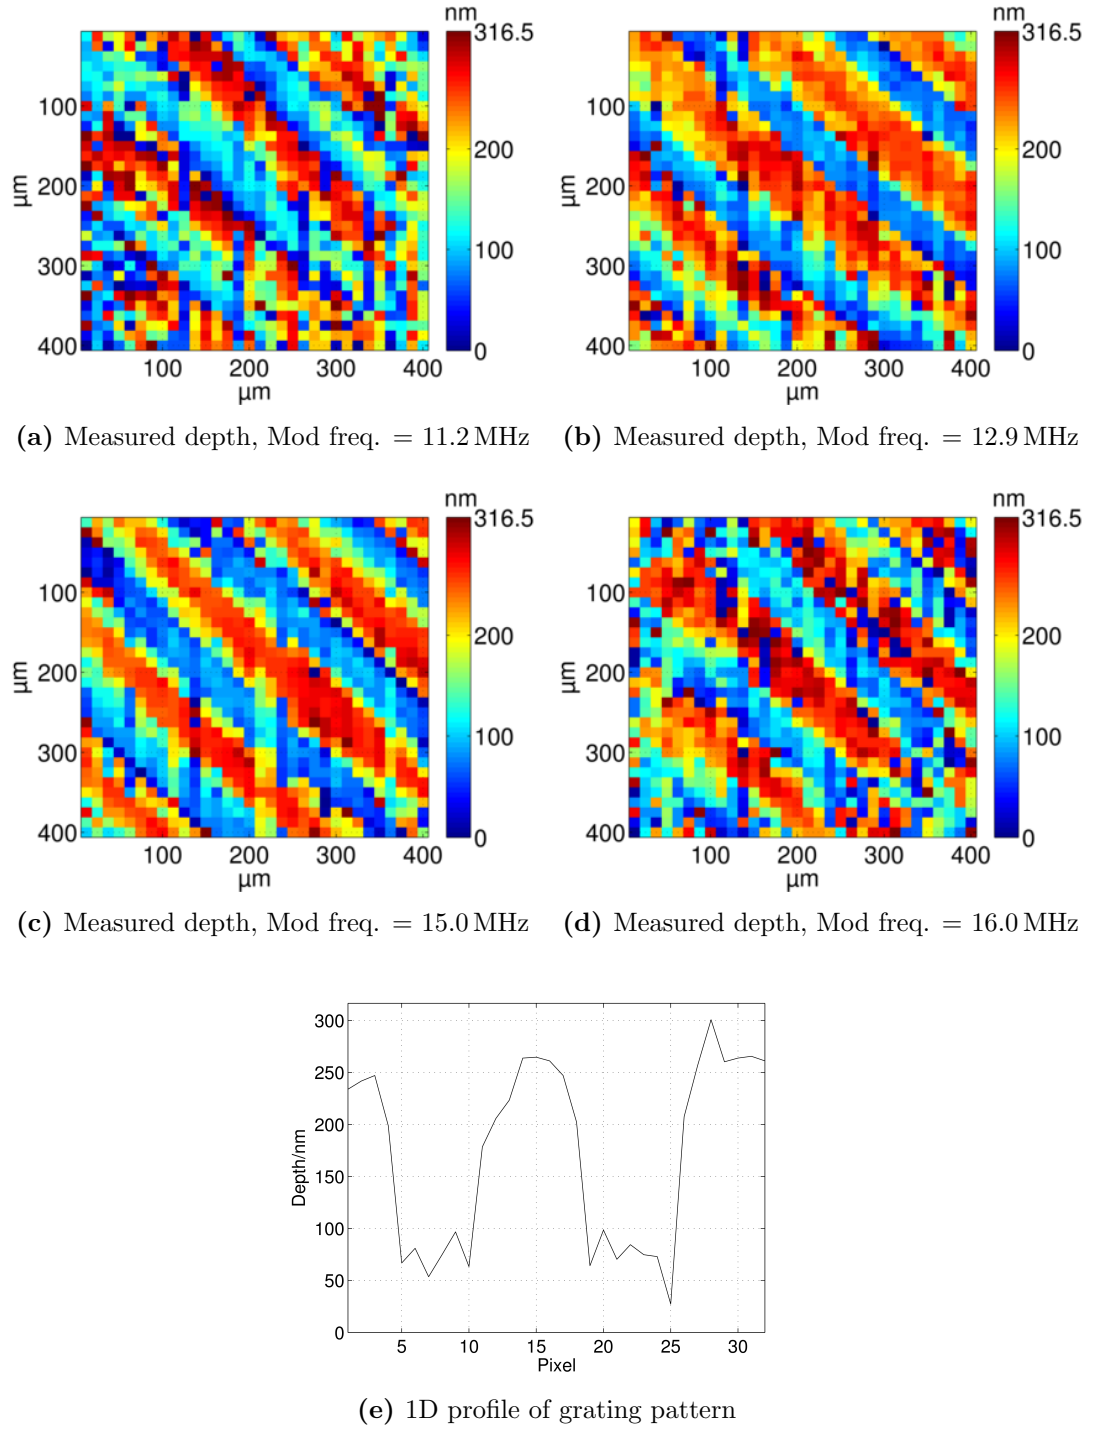 nm
316.5
200
100
0
100
200
300
400
µm
100 200 300 400
µm
(a) Measured depth, Mod freq. = 11.2 MHz
nm
316.5
200
100
0
100
200
300
400
µm
100 200 300 400
µm
(b) Measured depth, Mod freq. = 12.9 MHz
nm
316.5
200
100
0
100
200
300
400
µm
100 200 300 400
µm
(c) Measured depth, Mod freq. = 15.0 MHz
nm
316.5
200
100
0
100
200
300
400
µm
100 200 300 400
µm
(d) Measured depth, Mod freq. = 16.0 MHz
300
250
200
150
100
50
0
Depth/nm
5 10 15 20 25 30
Pixel
(e) 1D profile of grating pattern